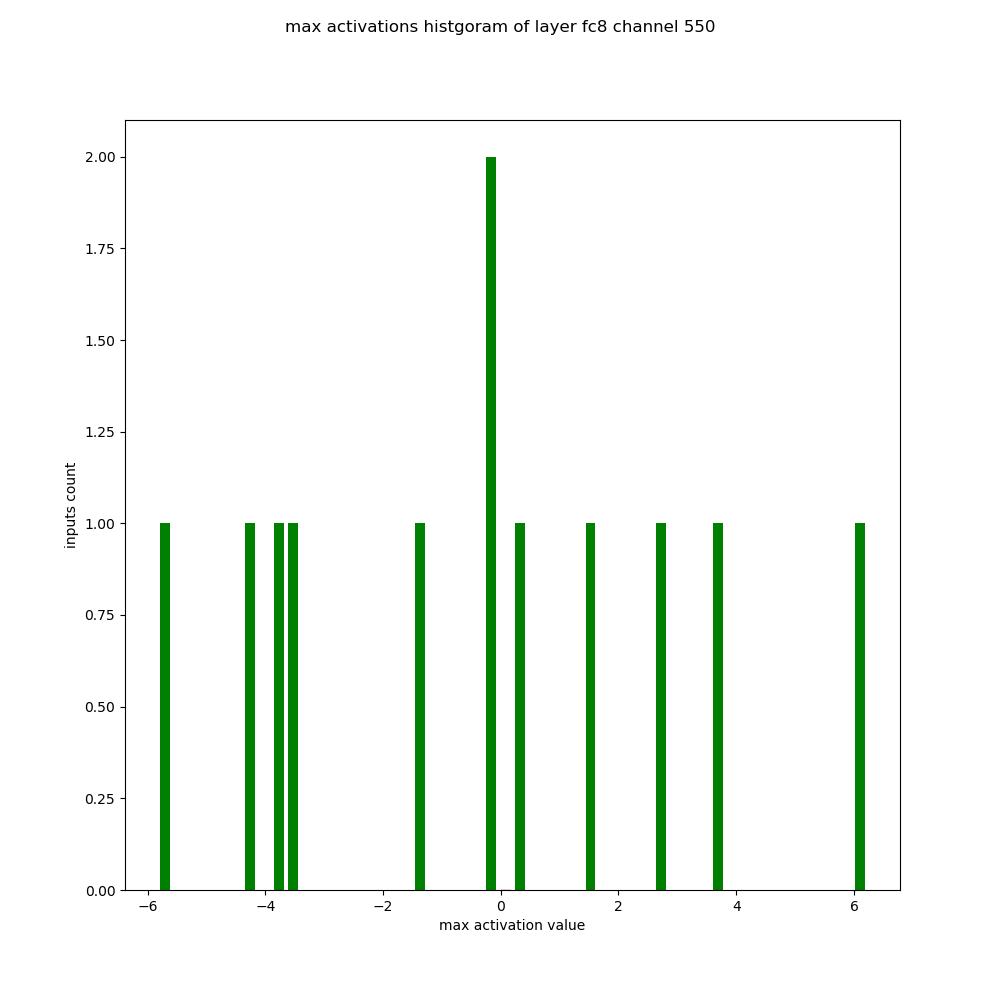 max activations histgoram of layer fc8 channel 550
2.00
1.75
1.50
1.25
1.00
0.75
0.50
0.25
0.00
inputs count
−6 −4 −2 0 2 4 6
max activation value